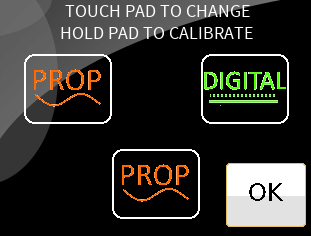 TOUCH PAD TO CHANGE
HOLD PAD TO CALIBRATE
PROP
DIGITAL
PROP
OK